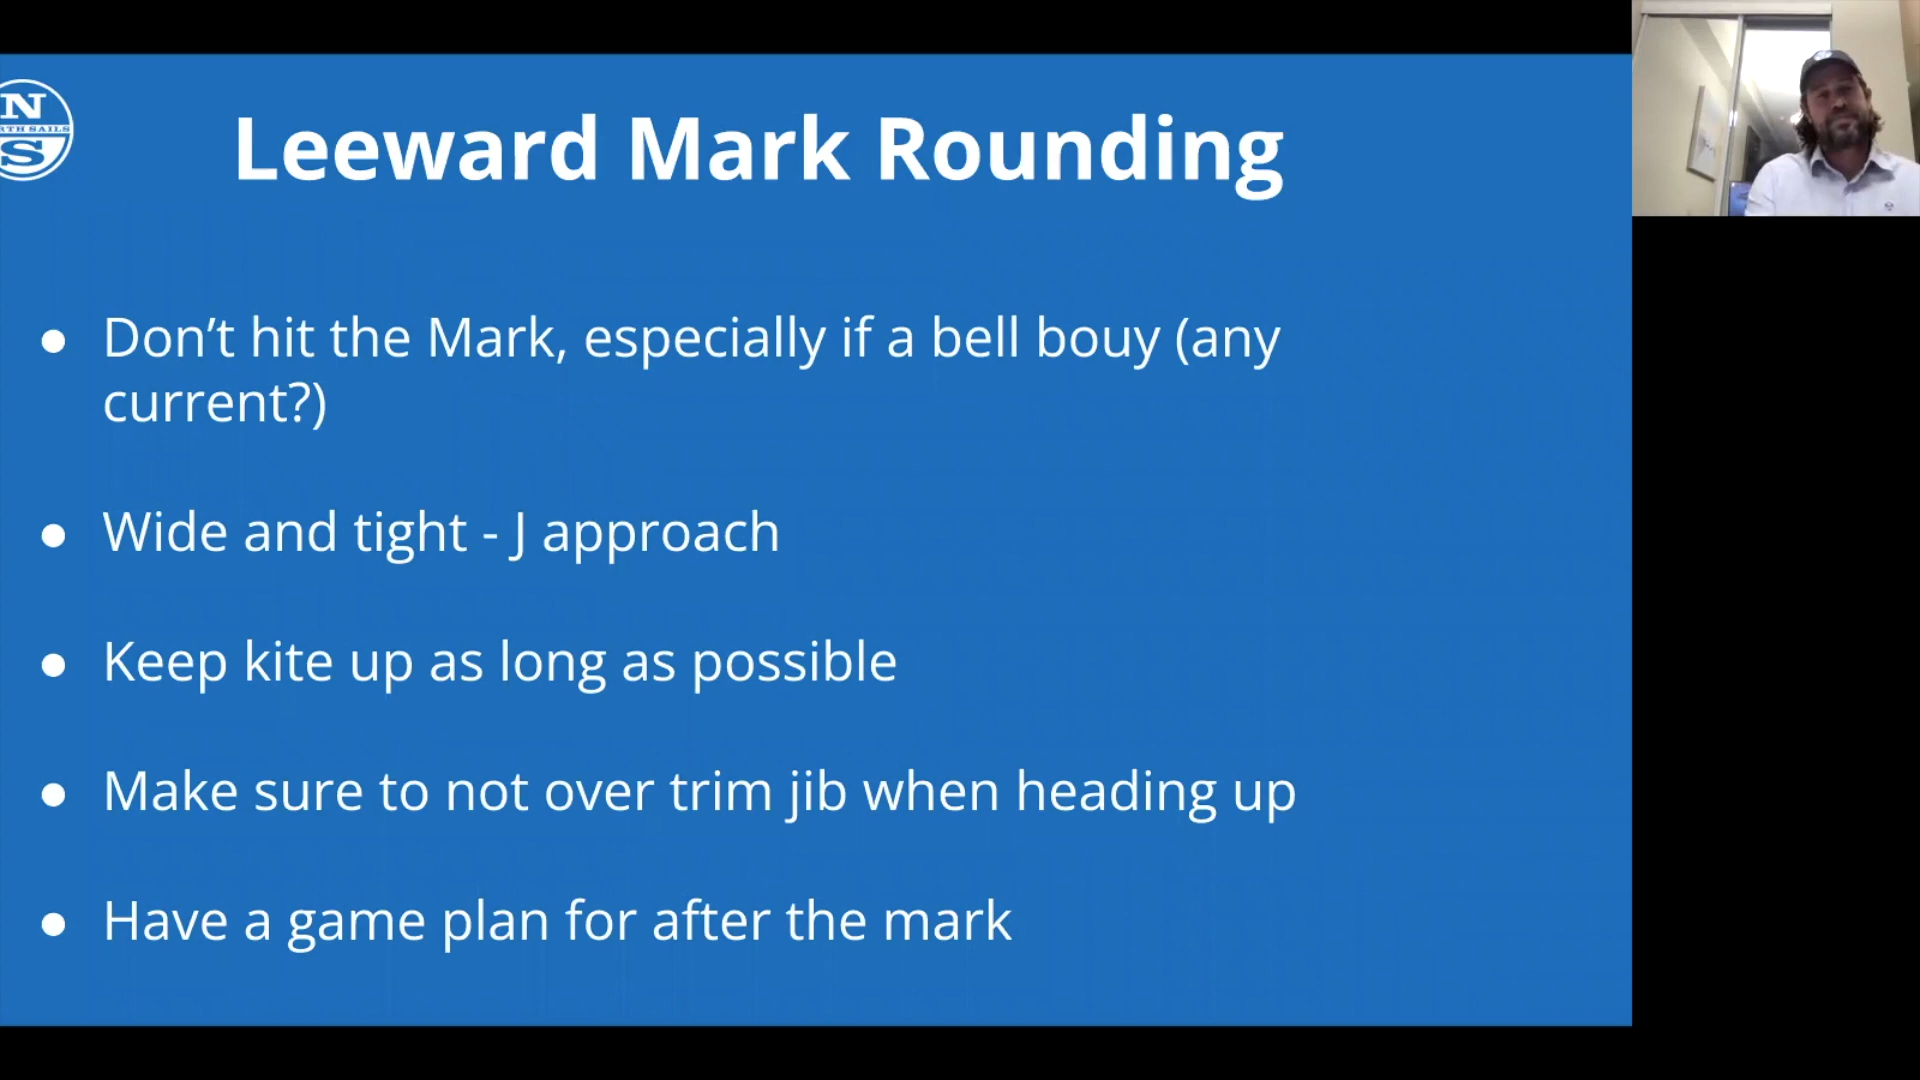 N
RTH SAILS
S
Leeward Mark Rounding
● Don’t hit the Mark, especially if a bell bouy (any
current?)
● Wide and tight - J approach
● Keep kite up as long as possible
● Make sure to not over trim jib when heading up
● Have a game plan for after the mark